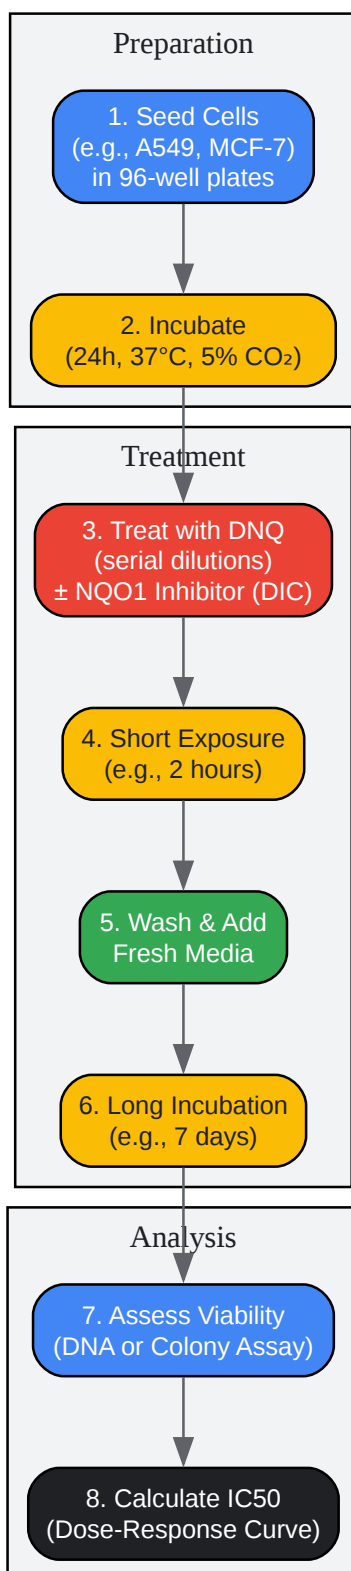 Preparation
1. Seed Cells
(e.g., A549, MCF-7)
in 96-well plates
2. Incubate
(24h, 37°C, 5% CO₂)
Treatment
3. Treat with DNQ
(serial dilutions)
± NQO1 Inhibitor (DIC)
4. Short Exposure
(e.g., 2 hours)
5. Wash & Add
Fresh Media
6. Long Incubation
(e.g., 7 days)
Analysis
7. Assess Viability
(DNA or Colony Assay)
8. Calculate IC50
(Dose-Response Curve)